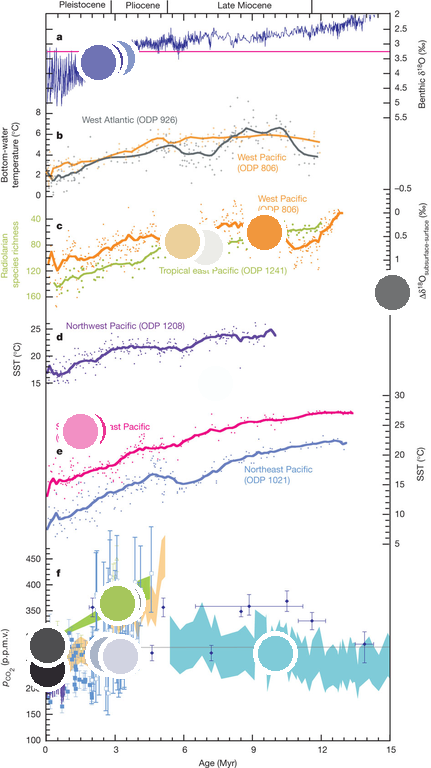 Pleistocene Pliocene Late Miocene
a
2
2.5
3
3.5
4
4.5
5
5.5
Benthic δ18O (‰)
b
West Atlantic (ODP 926)
West Pacific
(ODP 806)
8
6
4
2
0
Bottom-water
temperature (°C)
c
West Pacific
(ODP 806)
Tropical east Pacific (ODP 1241)
40
80
120
160
Radiolarian
species richness
−0.5
0
0.5
1
Δδ18Osubsurface-surface (‰)
d
Northwest Pacific (ODP 1208)
25
20
15
SST (°C)
e
ast Pacific
Northeast Pacific
(ODP 1021)
30
25
20
15
10
5
SST (°C)
f
450
400
350
20
150
100
pCO2 (p.p.m.v.)
0 3 6 9 12 15
Age (Myr)